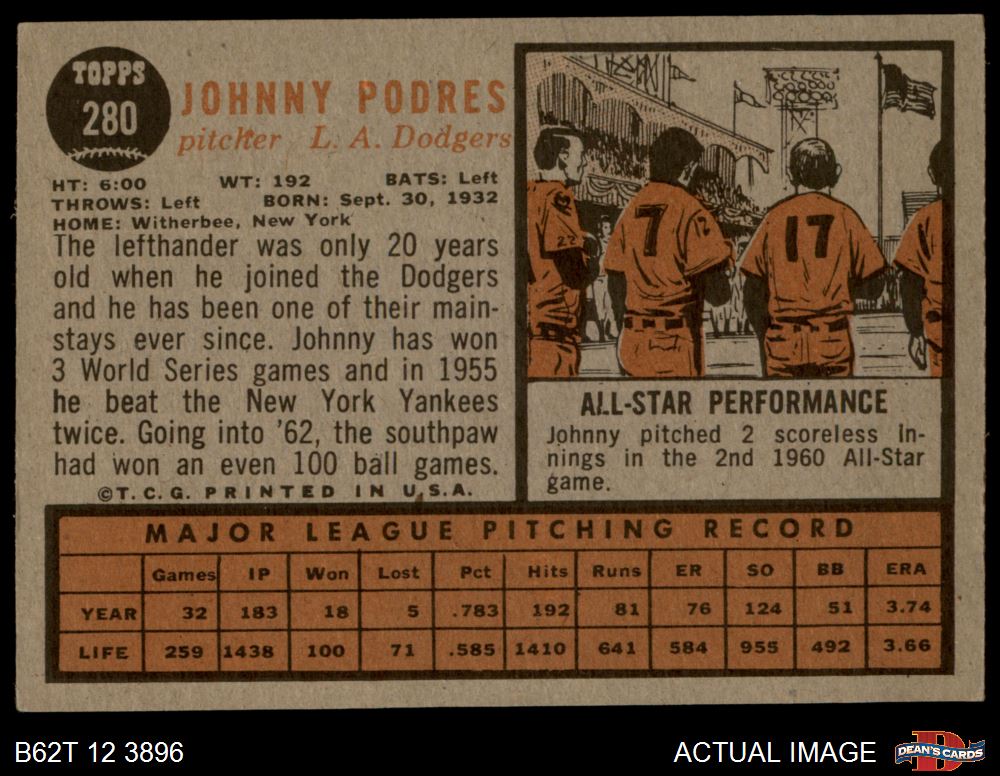 TOPPS
280
JOHNNY PODRES
pitcher L. A. Dodgers
HT: 6:00 WT: 192 BATS: Left
THROWS: Left BORN: Sept. 30, 1932
HOME: Witherbee, New York
The lefthander was only 20 years
old when he joined the Dodgers
and he has been one of their main-
stays ever since. Johnny has won
3 World Series games and in 1955
he beat the New York Yankees
twice. Going into '62, the southpaw
had won an even 100 ball games.
©T. C. G. PRINTED IN U.S.A.
7
12
17
22
ALL-STAR PERFORMANCE
Johnny pitched 2 scoreless in-
nings in the 2nd 1960 All-Star
game.
MAJOR LEAGUE PITCHING RECORD
Games IP Won Lost Pct Hits Runs ER SO BB ERA
YEAR 32 183 18 5 .783 192 81 76 124 51 3.74
LIFE 259 1438 100 71 .585 1410 641 584 955 492 3.66
B62T 12 3896
ACTUAL IMAGE
DEAN'S CARDS